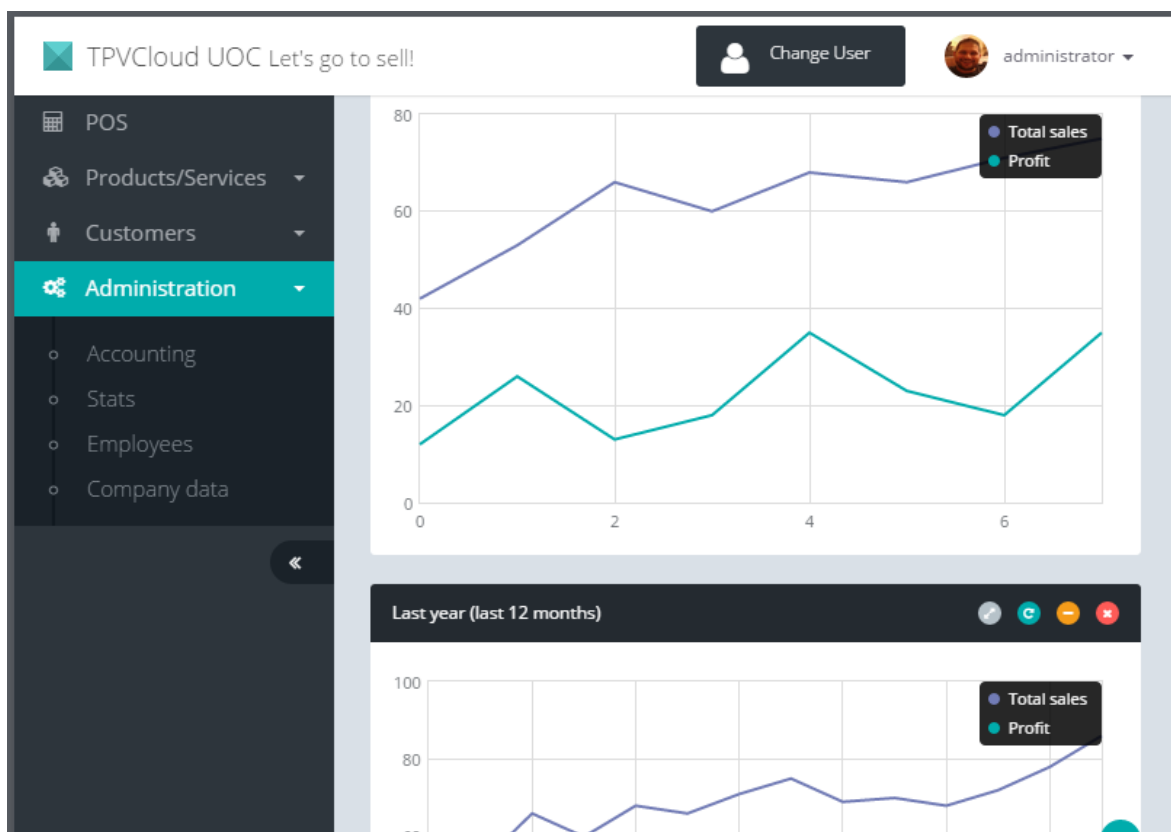 TPVCloud UOC Let's go to sell!
Change User
administrator
POS
Products/Services
Customers
Administration
Accounting
Stats
Employees
Company data
80
60
40
20
0
0 2 4 6
Total sales
Profit
Last year (last 12 months)
100
80
Total sales
Profit